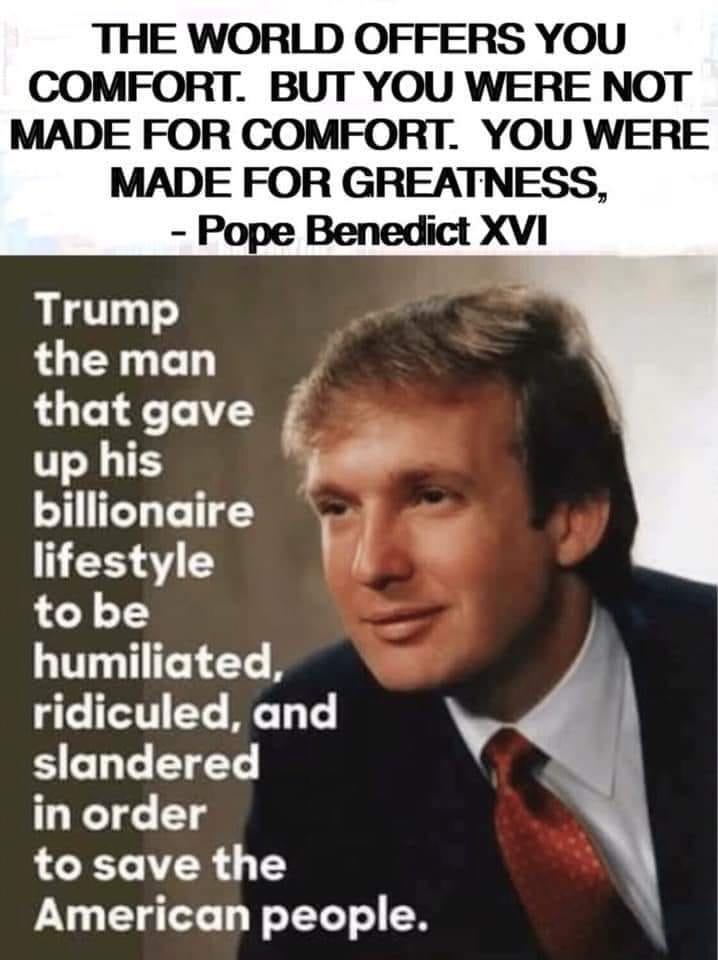 THE WORLD OFFERS YOU
COMFORT. BUT YOU WERE NOT
MADE FOR COMFORT. YOU WERE
MADE FOR GREATNESS,
- Pope Benedict XVI
Trump
the man
that gave
up his
billionaire
lifestyle
to be
humiliated,
ridiculed, and
slandered
in order
to save the
American people.